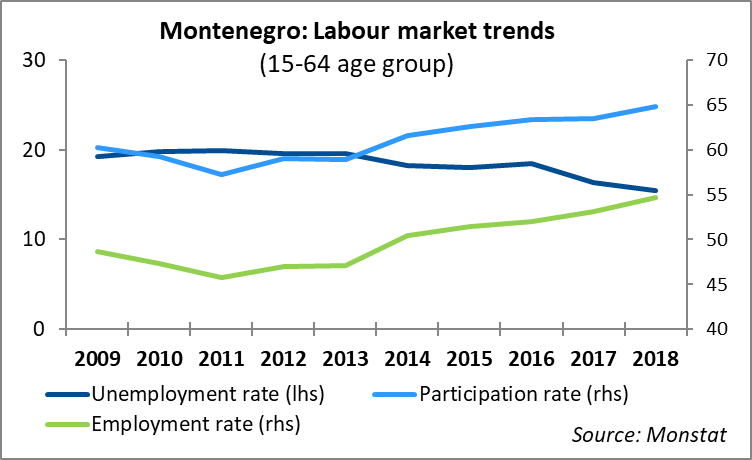 Montenegro: Labour market trends
(15-64 age group)
30
20
10
0
70
65
60
55
50
45
40
2009 2010 2011 2012 2013 2014 2015 2016 2017 2018
Unemployment rate (lhs)
Participation rate (rhs)
Employment rate (rhs)
Source: Monstat